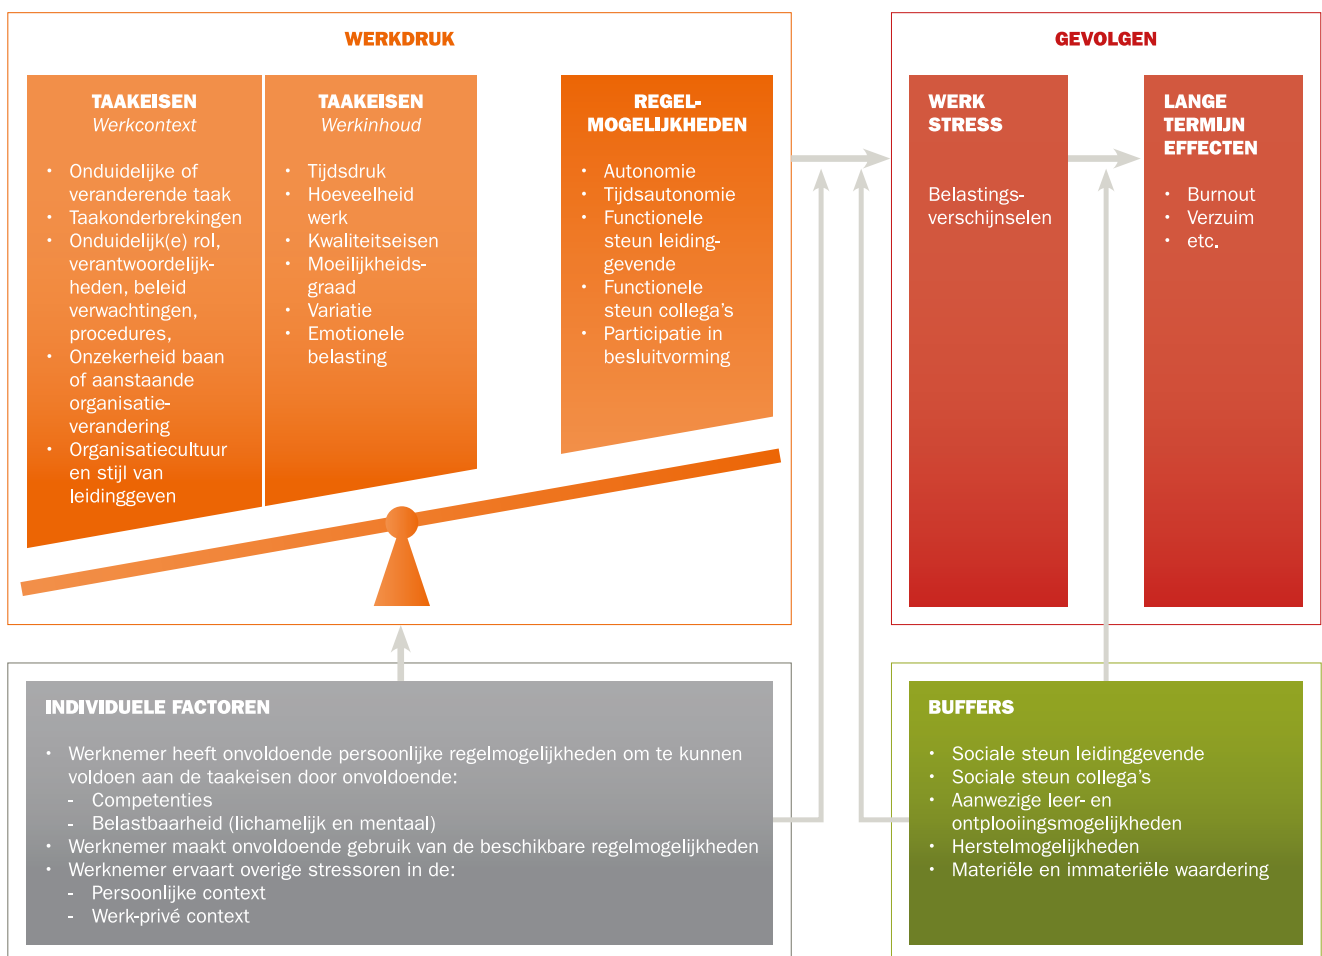 WERKDRUK
TAAKEISEN
Werkcontext
• Onduidelijke of
veranderende taak
• Taakonderbrekingen
• Onduidelijk(e) rol,
verantwoordelijk-
heden, beleid
verwachtingen,
procedures,
• Onzekerheid baan
of aanstaande
organisatie-
verandering
• Organisatiecultuur
en stijl van
leidinggeven
TAAKEISEN
Werkinhoud
• Tijdsdruk
• Hoeveelheid
werk
• Kwaliteitseisen
• Moeilijkheids-
graad
• Variatie
• Emotionele
belasting
REGEL-
MOGELIJKHEDEN
• Autonomie
• Tijdsautonomie
• Functionele
steun leiding-
gevende
• Functionele
steun collega's
• Participatie in
besluitvorming
GEVOLGEN
WERK
STRESS
Belastings-
verschijnselen
LANGE
TERMIJN
EFFECTEN
• Burnout
• Verzuim
• etc.
INDIVIDUELE FACTOREN
• Werknemer heeft onvoldoende persoonlijke regelmogelijkheden om te kunnen
voldoen aan de taakeisen door onvoldoende:
- Competenties
- Belastbaarheid (lichamelijk en mentaal)
• Werknemer maakt onvoldoende gebruik van de beschikbare regelmogelijkheden
• Werknemer ervaart overige stressoren in de:
- Persoonlijke context
- Werk-privé context
BUFFERS
• Sociale steun leidinggevende
• Sociale steun collega's
• Aanwezige leer- en
ontplooiingsmogelijkheden
• Herstelmogelijkheden
• Materiële en immateriële waardering